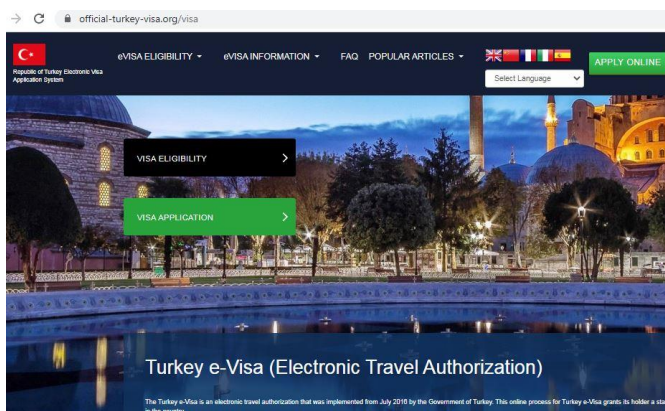 official-turkey-visa.org/visa
eVISA ELIGIBILITY
eVISA INFORMATION
FAQ
POPULAR ARTICLES
Republic of Turkey Electronic Visa
Application System
Select Language
APPLY ONLINE
VISA ELIGIBILITY
VISA APPLICATION
Turkey e-Visa (Electronic Travel Authorization)
The Turkey e-Visa is an electronic travel authorization that was implemented from July 2016 by the Government of Turkey. This online process for Turkey e-Visa grants its holder a sta
in the country